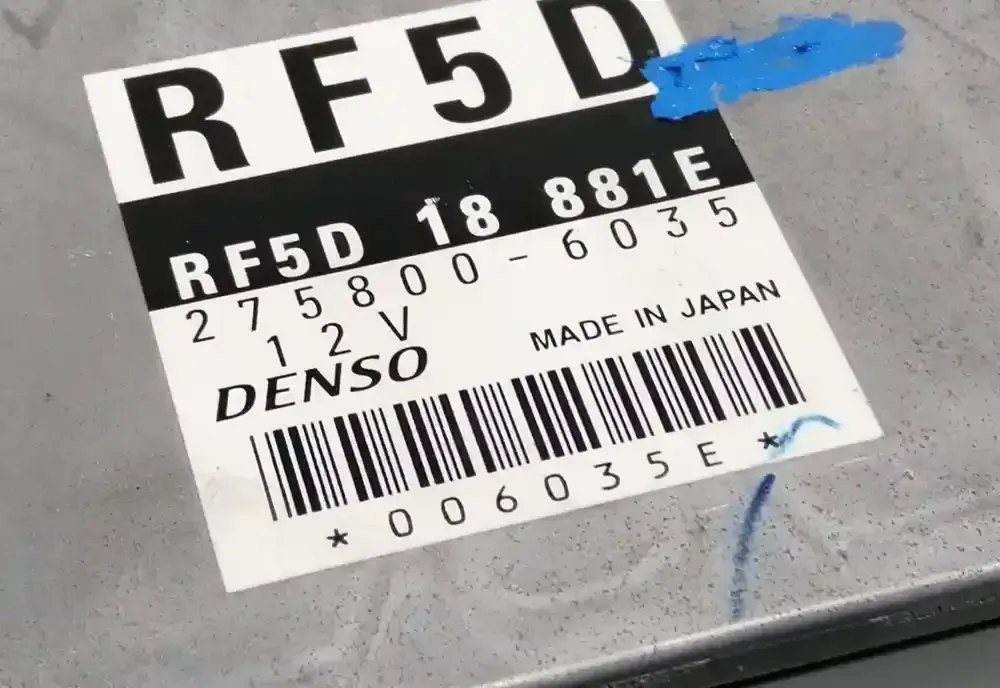 RF5D
RF5D 18 881E
275800-6035
12V
DENSO
MADE IN JAPAN
*006035E*